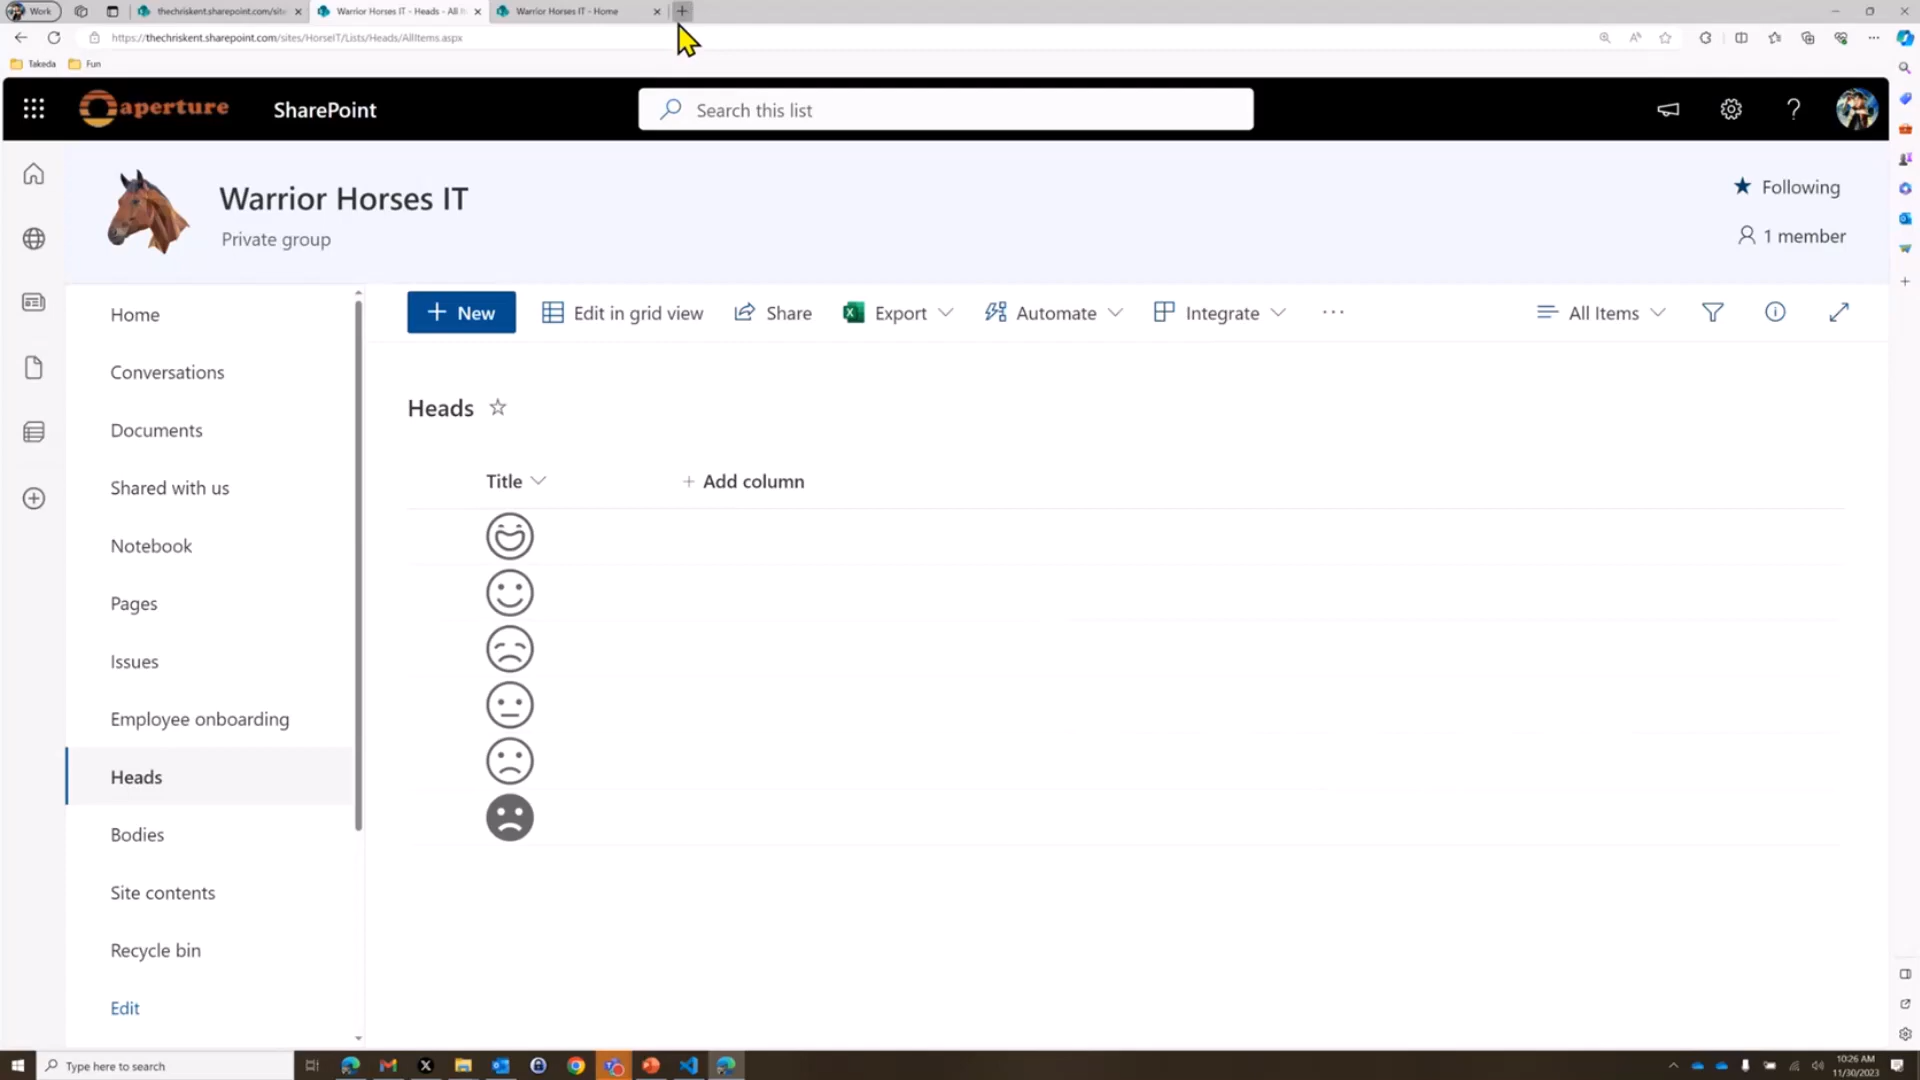 Work
thechriskent.sharepoint.com/site
Warrior Horses IT - Heads - All It
Warrior Horses IT - Home
https://thechriskent.sharepoint.com/sites/HorseIT/Lists/Heads/AllItems.aspx
Takeda
Fun
aperture
SharePoint
Search this list
Warrior Horses IT
Private group
Following
1 member
Home
Conversations
Documents
Shared with us
Notebook
Pages
Issues
Employee onboarding
Heads
Bodies
Site contents
Recycle bin
Edit
+ New
Edit in grid view
Share
Export
Automate
Integrate
...
All Items
Heads
Title
+ Add column
Type here to search
10:26 AM
11/30/2023